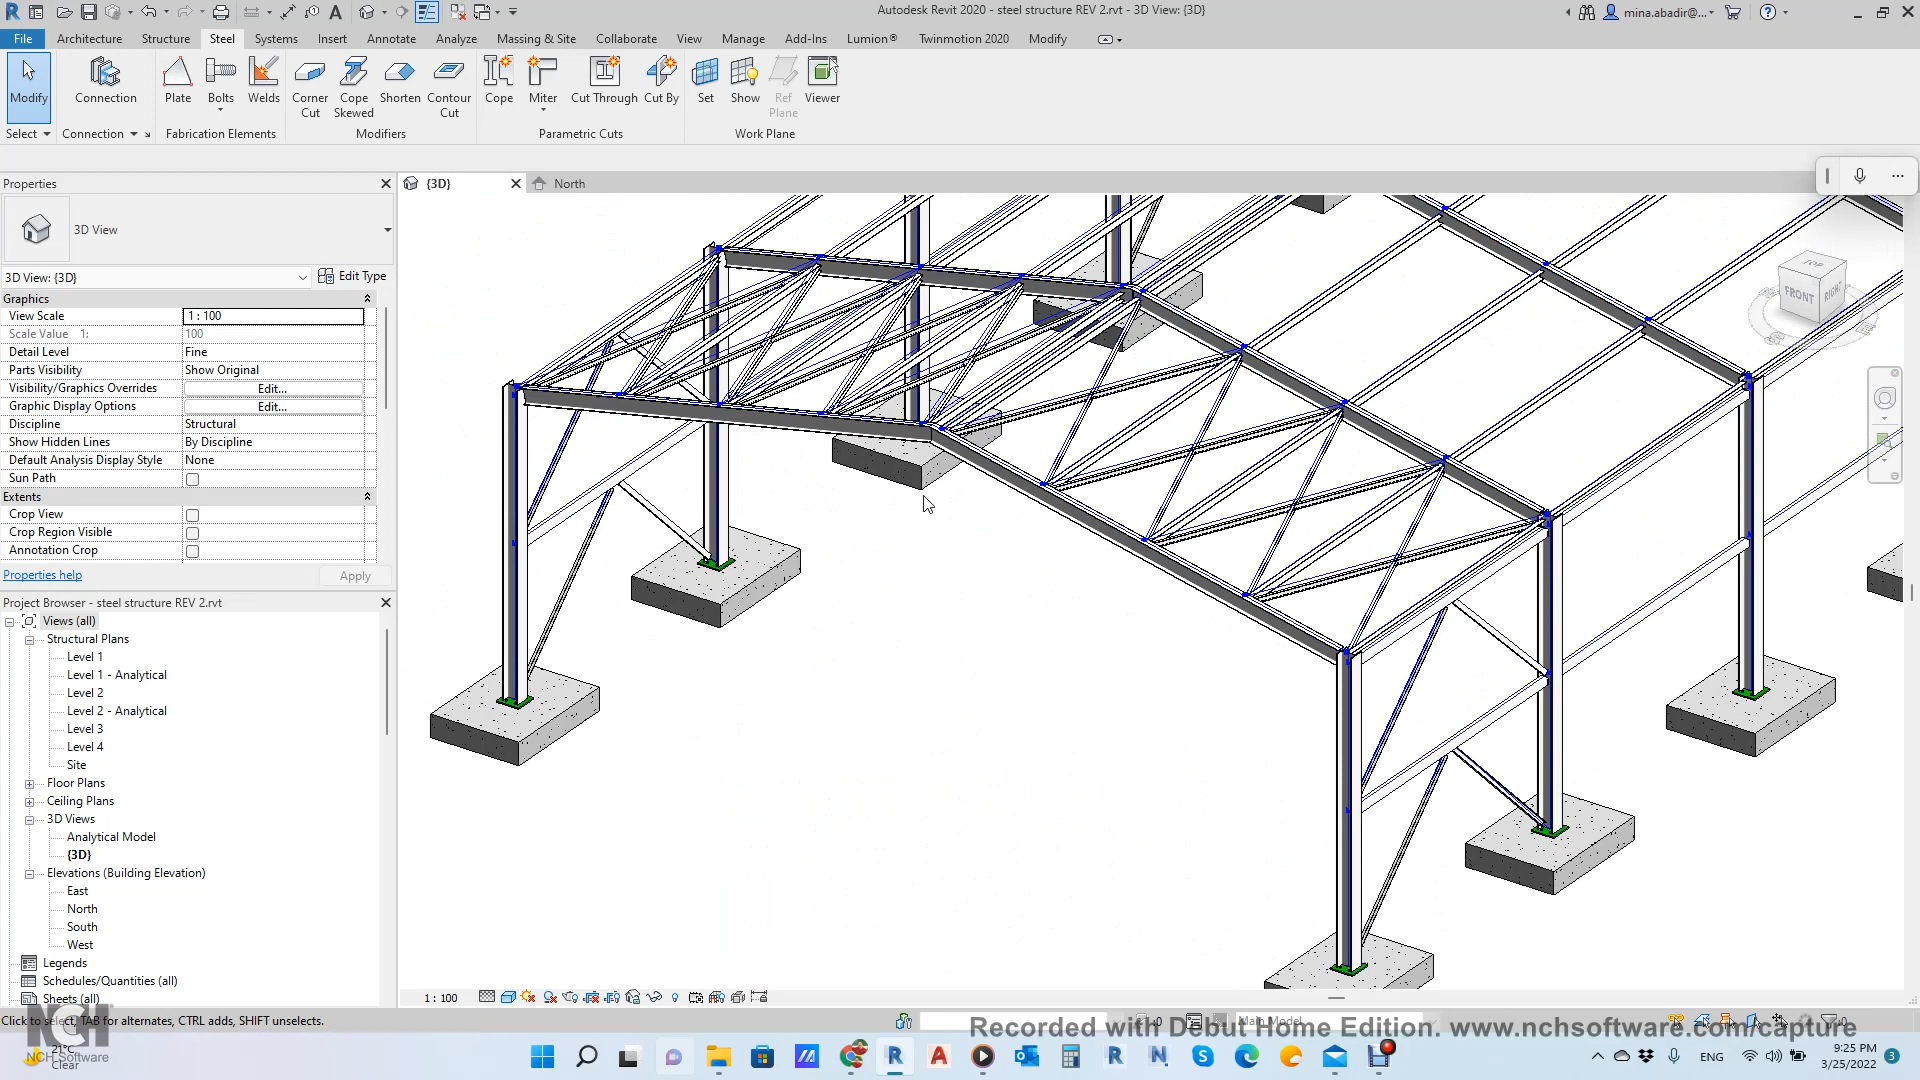 Autodesk Revit 2020 - steel structure REV 2.rvt - 3D View: {3D}
mina.abadir@...
File Architecture Structure Steel Systems Insert Annotate Analyze Massing & Site Collaborate View Manage Add-Ins Lumion® Twinmotion 2020 Modify
Modify Connection Plate Bolts Welds Corner Cut Cope Skewed Shorten Contour Cut Cope Miter Cut Through Cut By Set Show Ref Plane Viewer
Select Connection Fabrication Elements Modifiers Parametric Cuts Work Plane
Properties
{3D} North
3D View
3D View: {3D} Edit Type
Graphics
View Scale 1 : 100
Scale Value 1: 100
Detail Level Fine
Parts Visibility Show Original
Visibility/Graphics Overrides Edit...
Graphic Display Options Edit...
Discipline Structural
Show Hidden Lines By Discipline
Default Analysis Display Style None
Sun Path
Extents
Crop View
Crop Region Visible
Annotation Crop
Properties help Apply
TOP
FRONT
RIGHT
Project Browser - steel structure REV 2.rvt
Views (all)
Structural Plans
Level 1
Level 1 - Analytical
Level 2
Level 2 - Analytical
Level 3
Level 4
Site
Floor Plans
Ceiling Plans
3D Views
Analytical Model
{3D}
Elevations (Building Elevation)
East
North
South
West
Legends
Schedules/Quantities (all)
Sheets (all)
1 : 100
Click to select, TAB for alternates, CTRL adds, SHIFT unselects.
:0
Main Model
:0
Recorded with Debut Home Edition. www.nchsoftware.com/capture
NCH
NCH Software
21°C
Clear
ENG
9:25 PM
3/25/2022
3